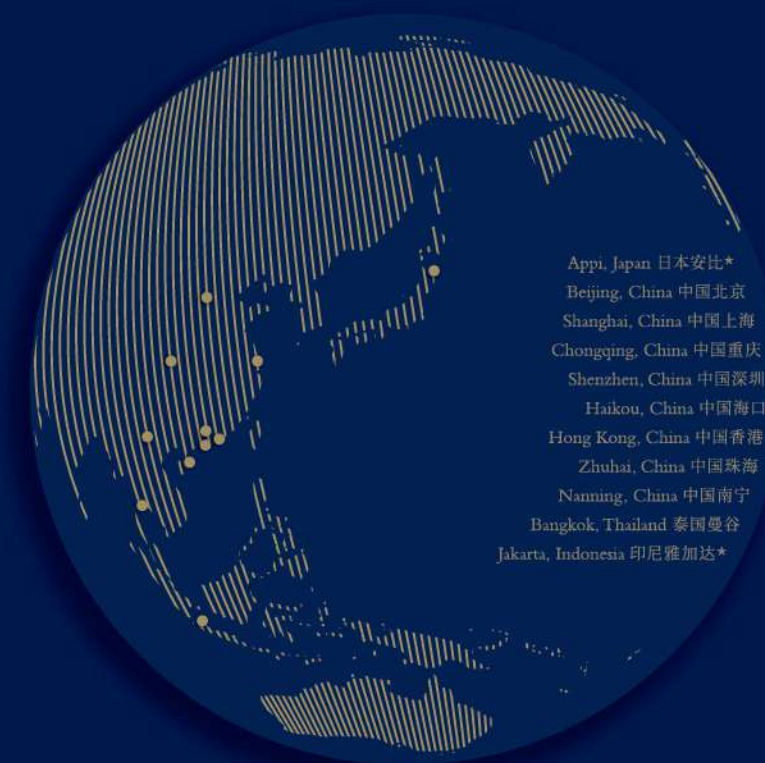 Appi, Japan 日本安比★
Beijing, China 中国北京
Shanghai, China 中国上海
Chongqing, China 中国重庆
Shenzhen, China 中国深圳
Haikou, China 中国海口
Hong Kong, China 中国香港
Zhuhai, China 中国珠海
Nanning, China 中国南宁
Bangkok, Thailand 泰国曼谷
Jakarta, Indonesia 印尼雅加达★